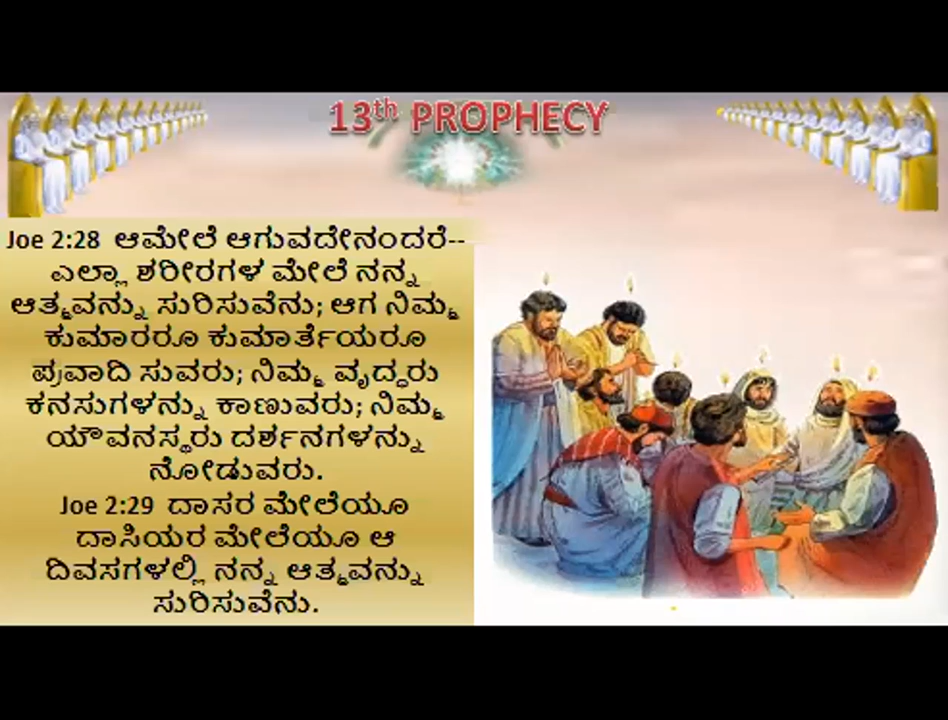 13th PROPHECY
Joe 2:28 ಆಮೇಲೆ ಆಗುವದೇನಂದರೆ--
ಎಲ್ಲಾ ಶರೀರಗಳ ಮೇಲೆ ನನ್ನ
ಆತ್ಮವನ್ನು ಸುರಿಸುವೆನು; ಆಗ ನಿಮ್ಮ
ಕುಮಾರರೂ ಕುಮಾರ್ತೆಯರೂ
ಪ್ರವಾದಿ ಸುವರು; ನಿಮ್ಮ ವೃದ್ಧರು
ಕನಸುಗಳನ್ನು ಕಾಣುವರು; ನಿಮ್ಮ
ಯೌವನಸ್ಥರು ದರ್ಶನಗಳನ್ನು
ನೋಡುವರು.
Joe 2:29 ದಾಸರ ಮೇಲೆಯೂ
ದಾಸಿಯರ ಮೇಲೆಯೂ ಆ
ದಿವಸಗಳಲ್ಲಿ ನನ್ನ ಆತ್ಮವನ್ನು
ಸುರಿಸುವೆನು.